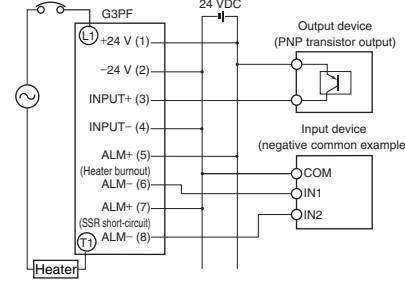 24 VDC
G3PF
L1
+24 V (1)
−24 V (2)
INPUT+ (3)
INPUT− (4)
ALM+ (5)
(Heater burnout)
ALM− (6)
ALM+ (7)
(SSR short-circuit)
ALM− (8)
T1
Heater
Output device
(PNP transistor output)
Input device
(negative common example
COM
IN1
IN2